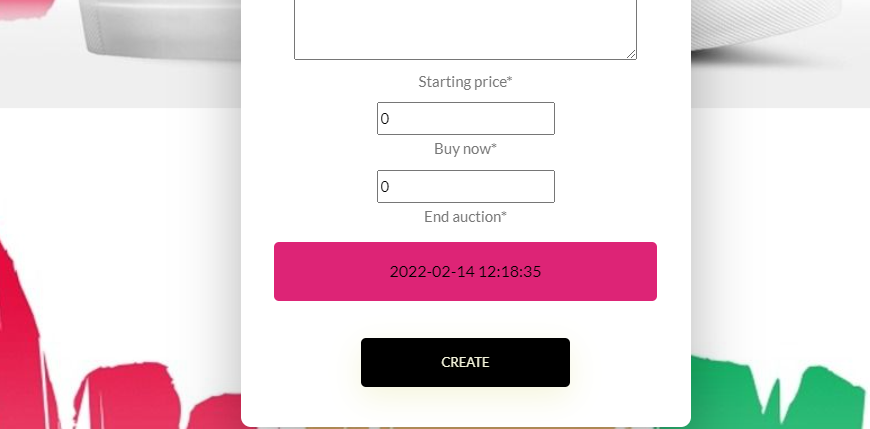 Starting price*
0
Buy now*
0
End auction*
2022-02-14 12:18:35
CREATE